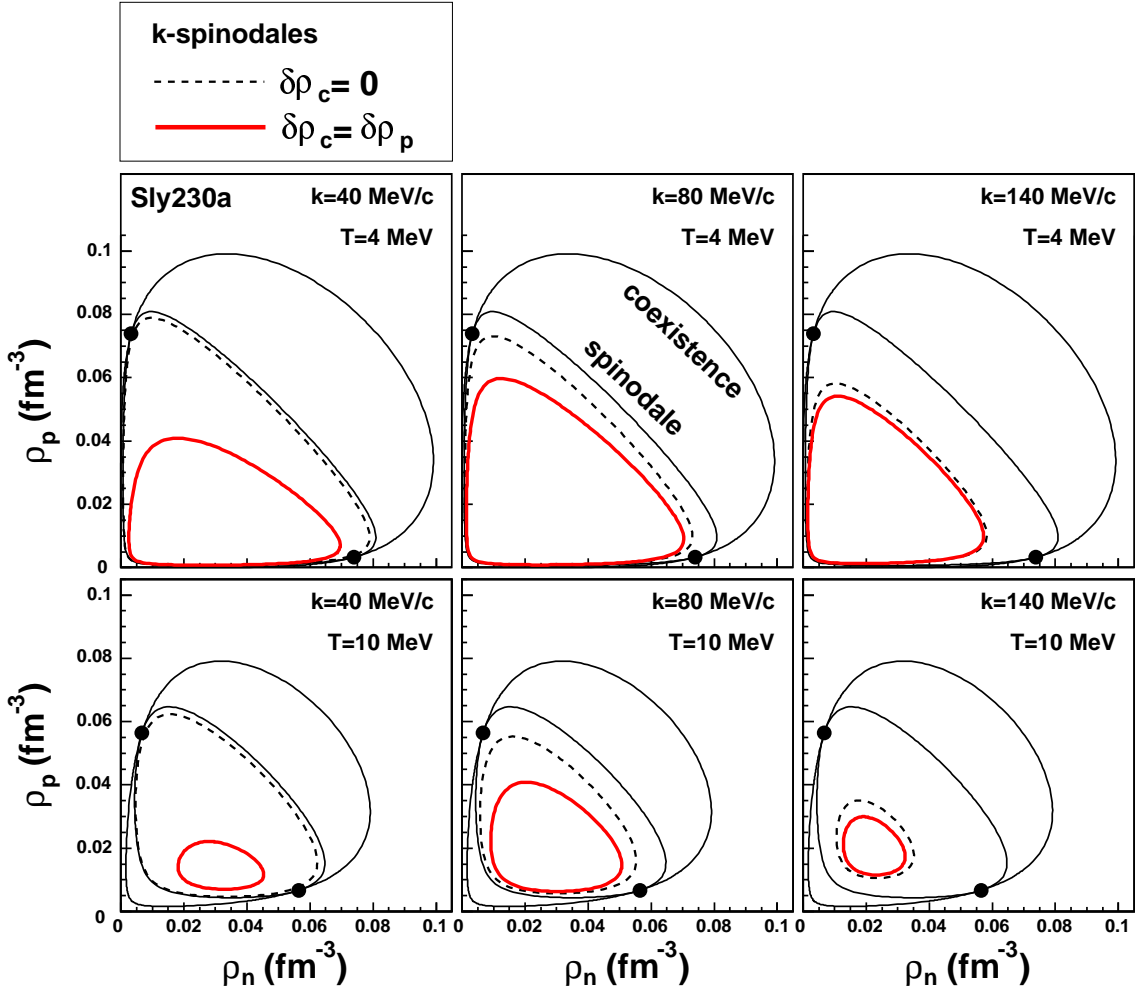 k-spinodales
δρ c = 0
δρ c = δρ p
Sly230a
k=40 MeV/c
T=4 MeV
k=80 MeV/c
T=4 MeV
k=140 MeV/c
T=4 MeV
coexistence
spinodale
ρp (fm-3)
0.1
0.08
0.06
0.04
0.02
0
k=40 MeV/c
T=10 MeV
k=80 MeV/c
T=10 MeV
k=140 MeV/c
T=10 MeV
ρp (fm-3)
0.1
0.08
0.06
0.04
0.02
0
0 0.02 0.04 0.06 0.08 0.1
0 0.02 0.04 0.06 0.08 0.1
0 0.02 0.04 0.06 0.08 0.1
ρn (fm-3)
ρn (fm-3)
ρn (fm-3)